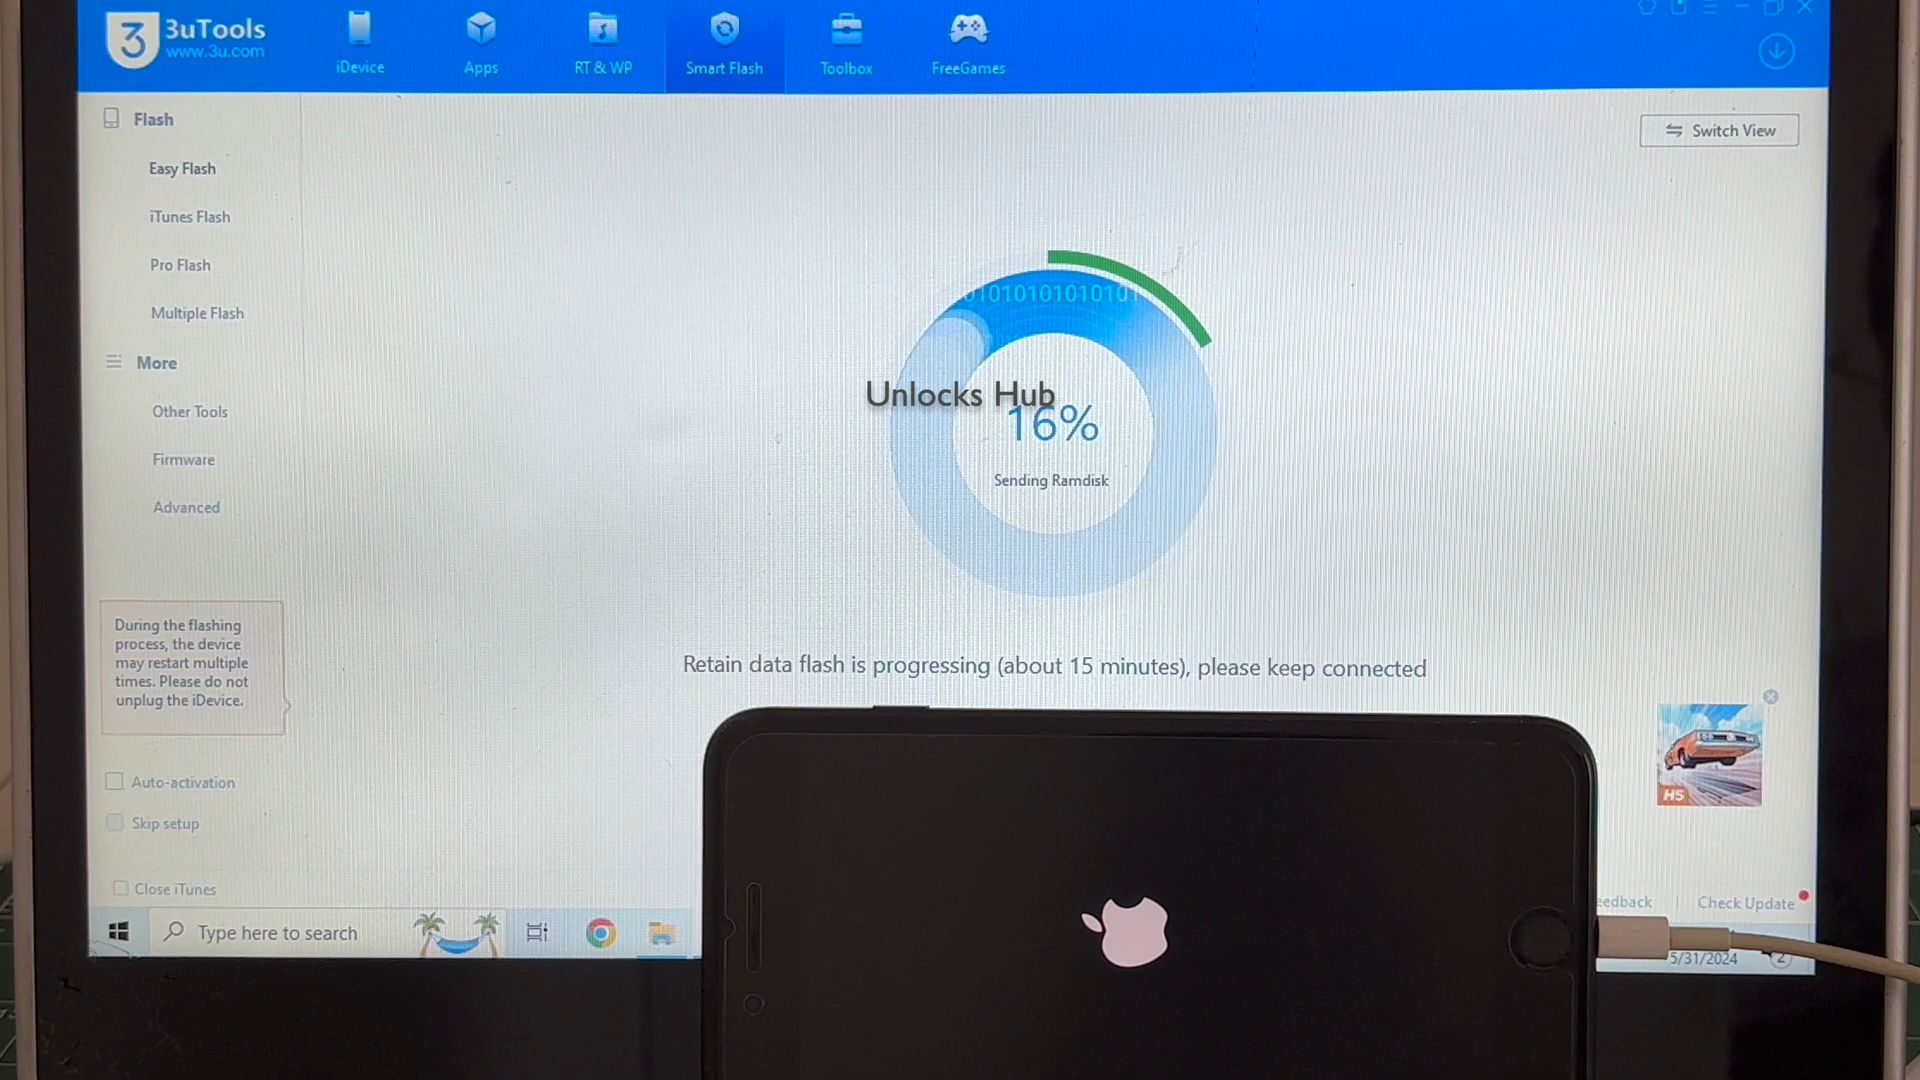 3uTools
www.3u.com
iDevice
Apps
RT & WP
Smart Flash
Toolbox
FreeGames
Flash
Easy Flash
iTunes Flash
Pro Flash
Multiple Flash
More
Other Tools
Firmware
Advanced
Switch View
01010101010101
Unlocks Hub
16%
Sending Ramdisk
Retain data flash is progressing (about 15 minutes), please keep connected
During the flashing
process, the device
may restart multiple
times. Please do not
unplug the iDevice.
Auto-activation
Skip setup
Close iTunes
H5
eedback
Check Update
Type here to search
5/31/2024
2